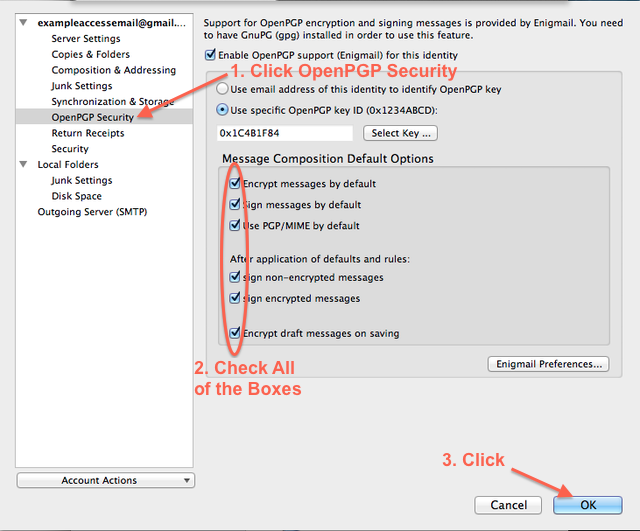 exampleaccessemail@gmail....
Server Settings
Copies & Folders
Composition & Addressing
Junk Settings
Synchronization & Storage
OpenPGP Security
Return Receipts
Security
Local Folders
Junk Settings
Disk Space
Outgoing Server (SMTP)
Account Actions
Support for OpenPGP encryption and signing messages is provided by Enigmail. You need
to have GnuPG (gpg) installed in order to use this feature.
Enable OpenPGP support (Enigmail) for this identity
1. Click OpenPGP Security
Use email address of this identity to identify OpenPGP key
Use specific OpenPGP key ID (0x1234ABCD):
0x1C4B1F84
Select Key ...
Message Composition Default Options
Encrypt messages by default
Sign messages by default
Use PGP/MIME by default
After application of defaults and rules:
sign non-encrypted messages
sign encrypted messages
Encrypt draft messages on saving
2. Check All
of the Boxes
Enigmail Preferences...
3. Click
Cancel
OK